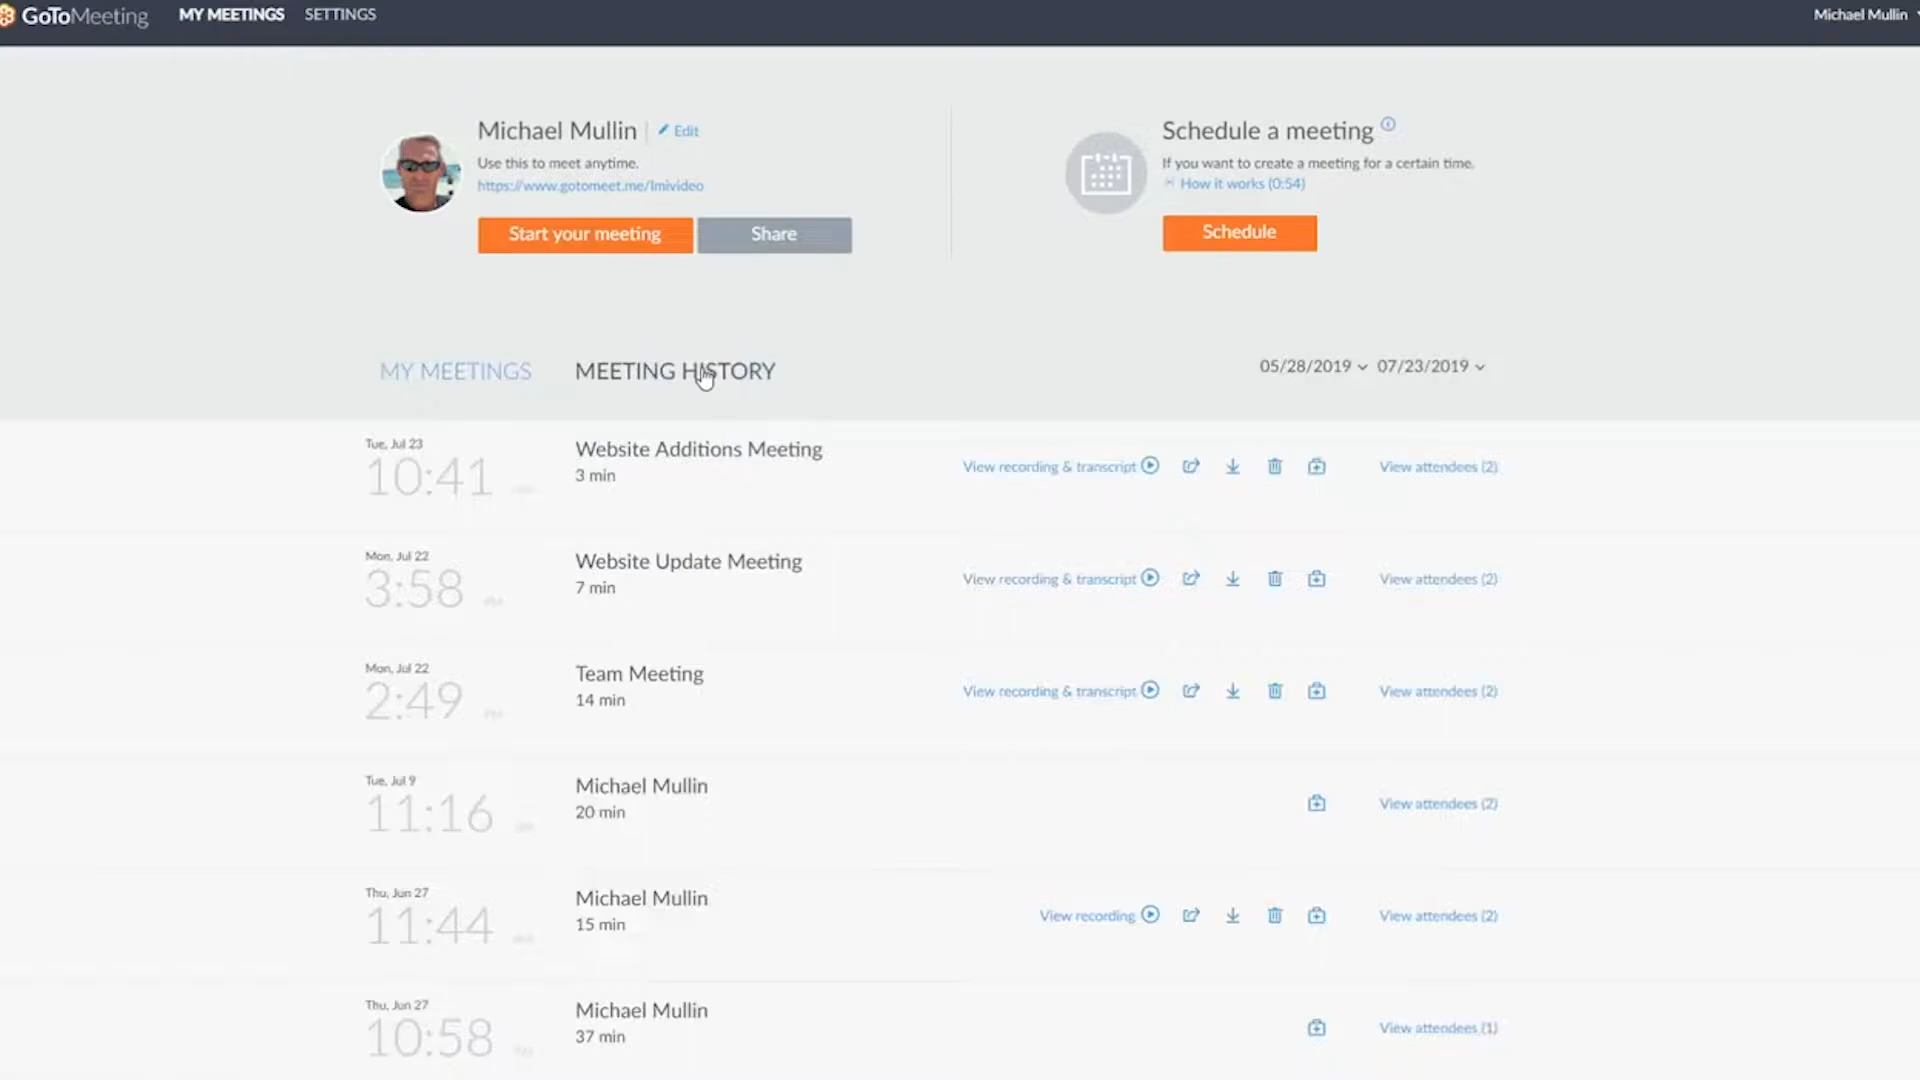 GoToMeeting MY MEETINGS SETTINGS Michael Mullin
Michael Mullin Edit
Use this to meet anytime.
https://www.gotomeet.me/lmivideo
Start your meeting Share
Schedule a meeting
If you want to create a meeting for a certain time.
How it works (0:54)
Schedule
MY MEETINGS MEETING HISTORY 05/28/2019 07/23/2019
Tue, Jul 23
10:41
Website Additions Meeting
3 min
View recording & transcript View attendees (2)
Mon, Jul 22
3:58 PM
Website Update Meeting
7 min
View recording & transcript View attendees (2)
Mon, Jul 22
2:49 PM
Team Meeting
14 min
View recording & transcript View attendees (2)
Tue, Jul 9
11:16
Michael Mullin
20 min
View attendees (2)
Thu, Jun 27
11:44
Michael Mullin
15 min
View recording View attendees (2)
Thu, Jun 27
10:58
Michael Mullin
37 min
View attendees (1)